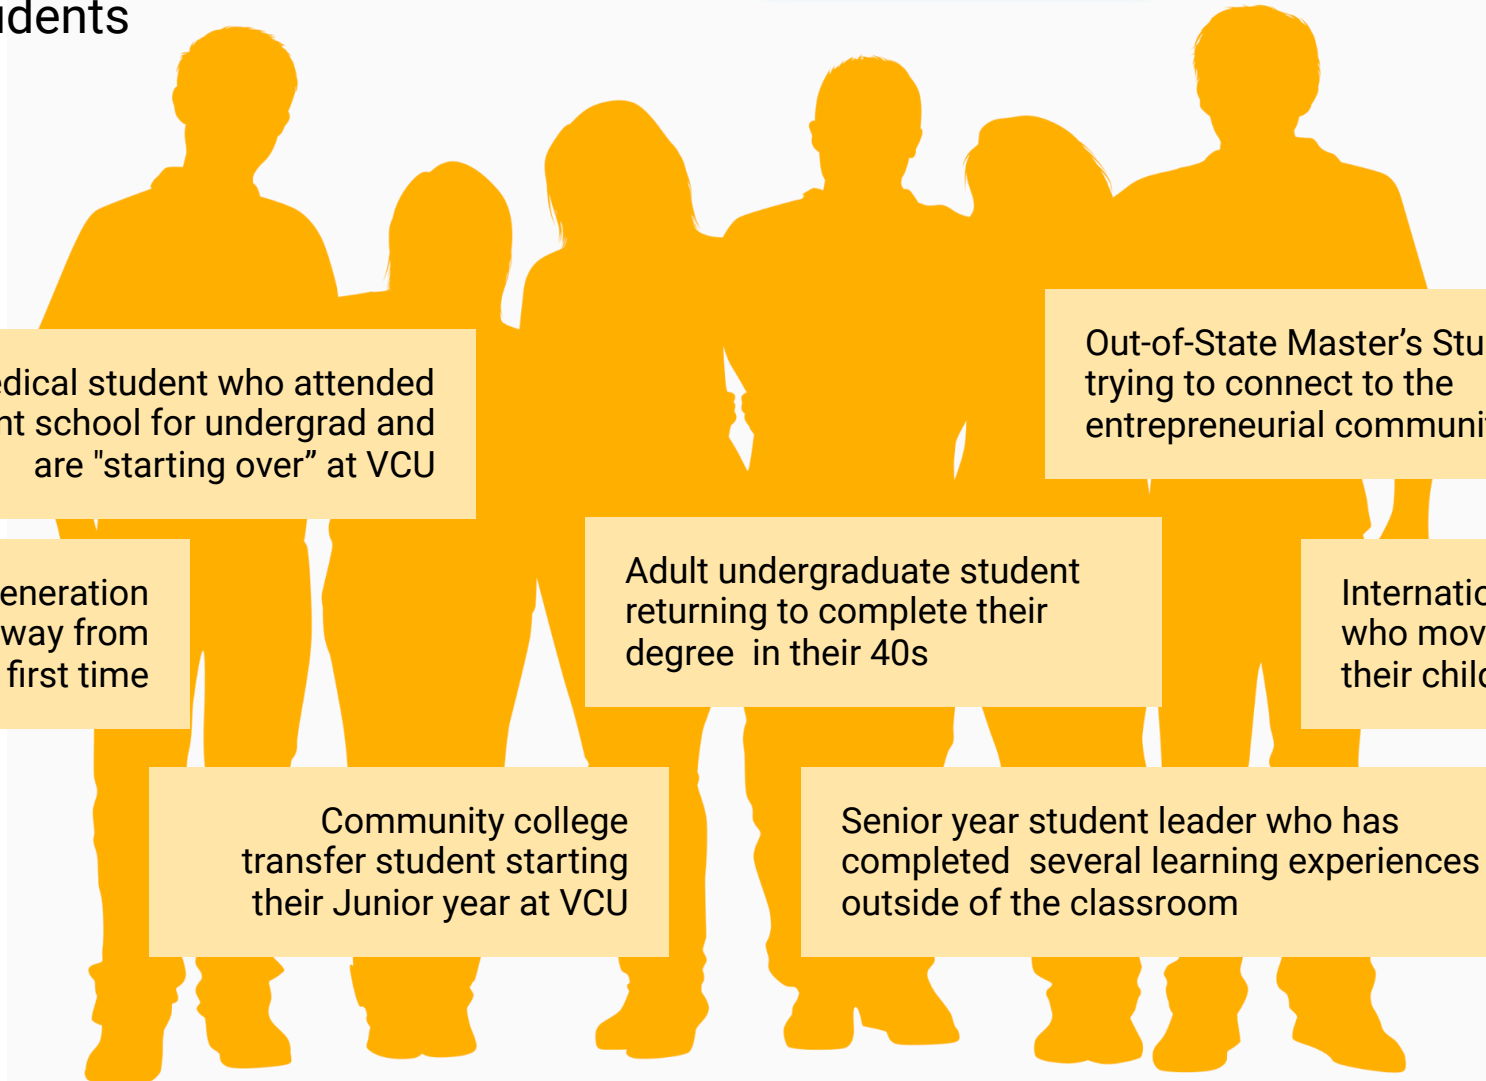 dical student who attended
nt school for undergrad and
are "starting over” at VCU
Out-of-State Master’s Stu
trying to connect to the
entrepreneurial communi
eneration
way from
first time
Adult undergraduate student
returning to complete their
degree in their 40s
Internatio
who mov
their chil
Community college
transfer student starting
their Junior year at VCU
Senior year student leader who has
completed several learning experiences
outside of the classroom